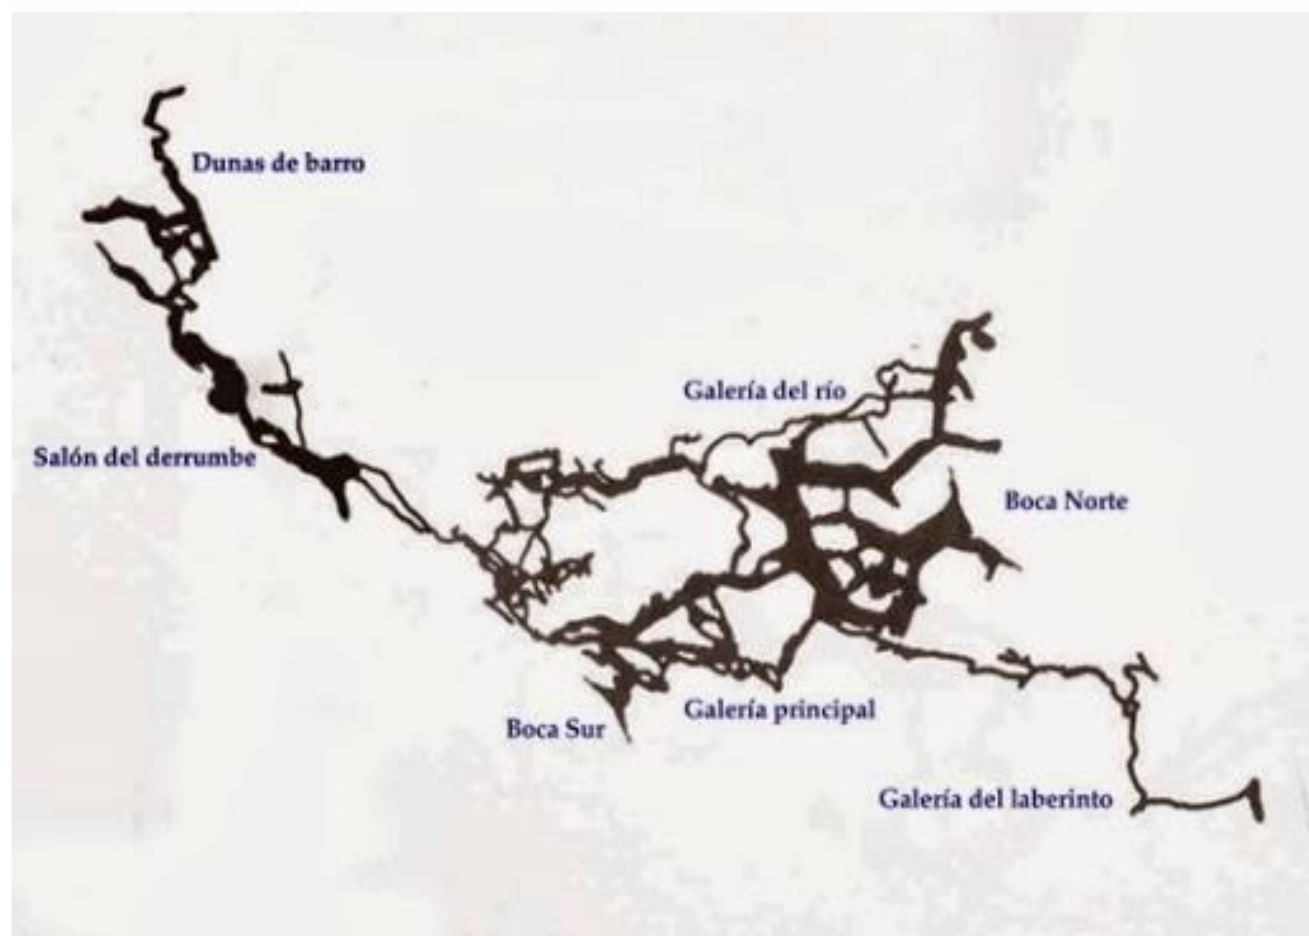 Dunas de barro
Galería del río
Salón del derrumbe
Boca Norte
Galería principal
Boca Sur
Galería del laberinto